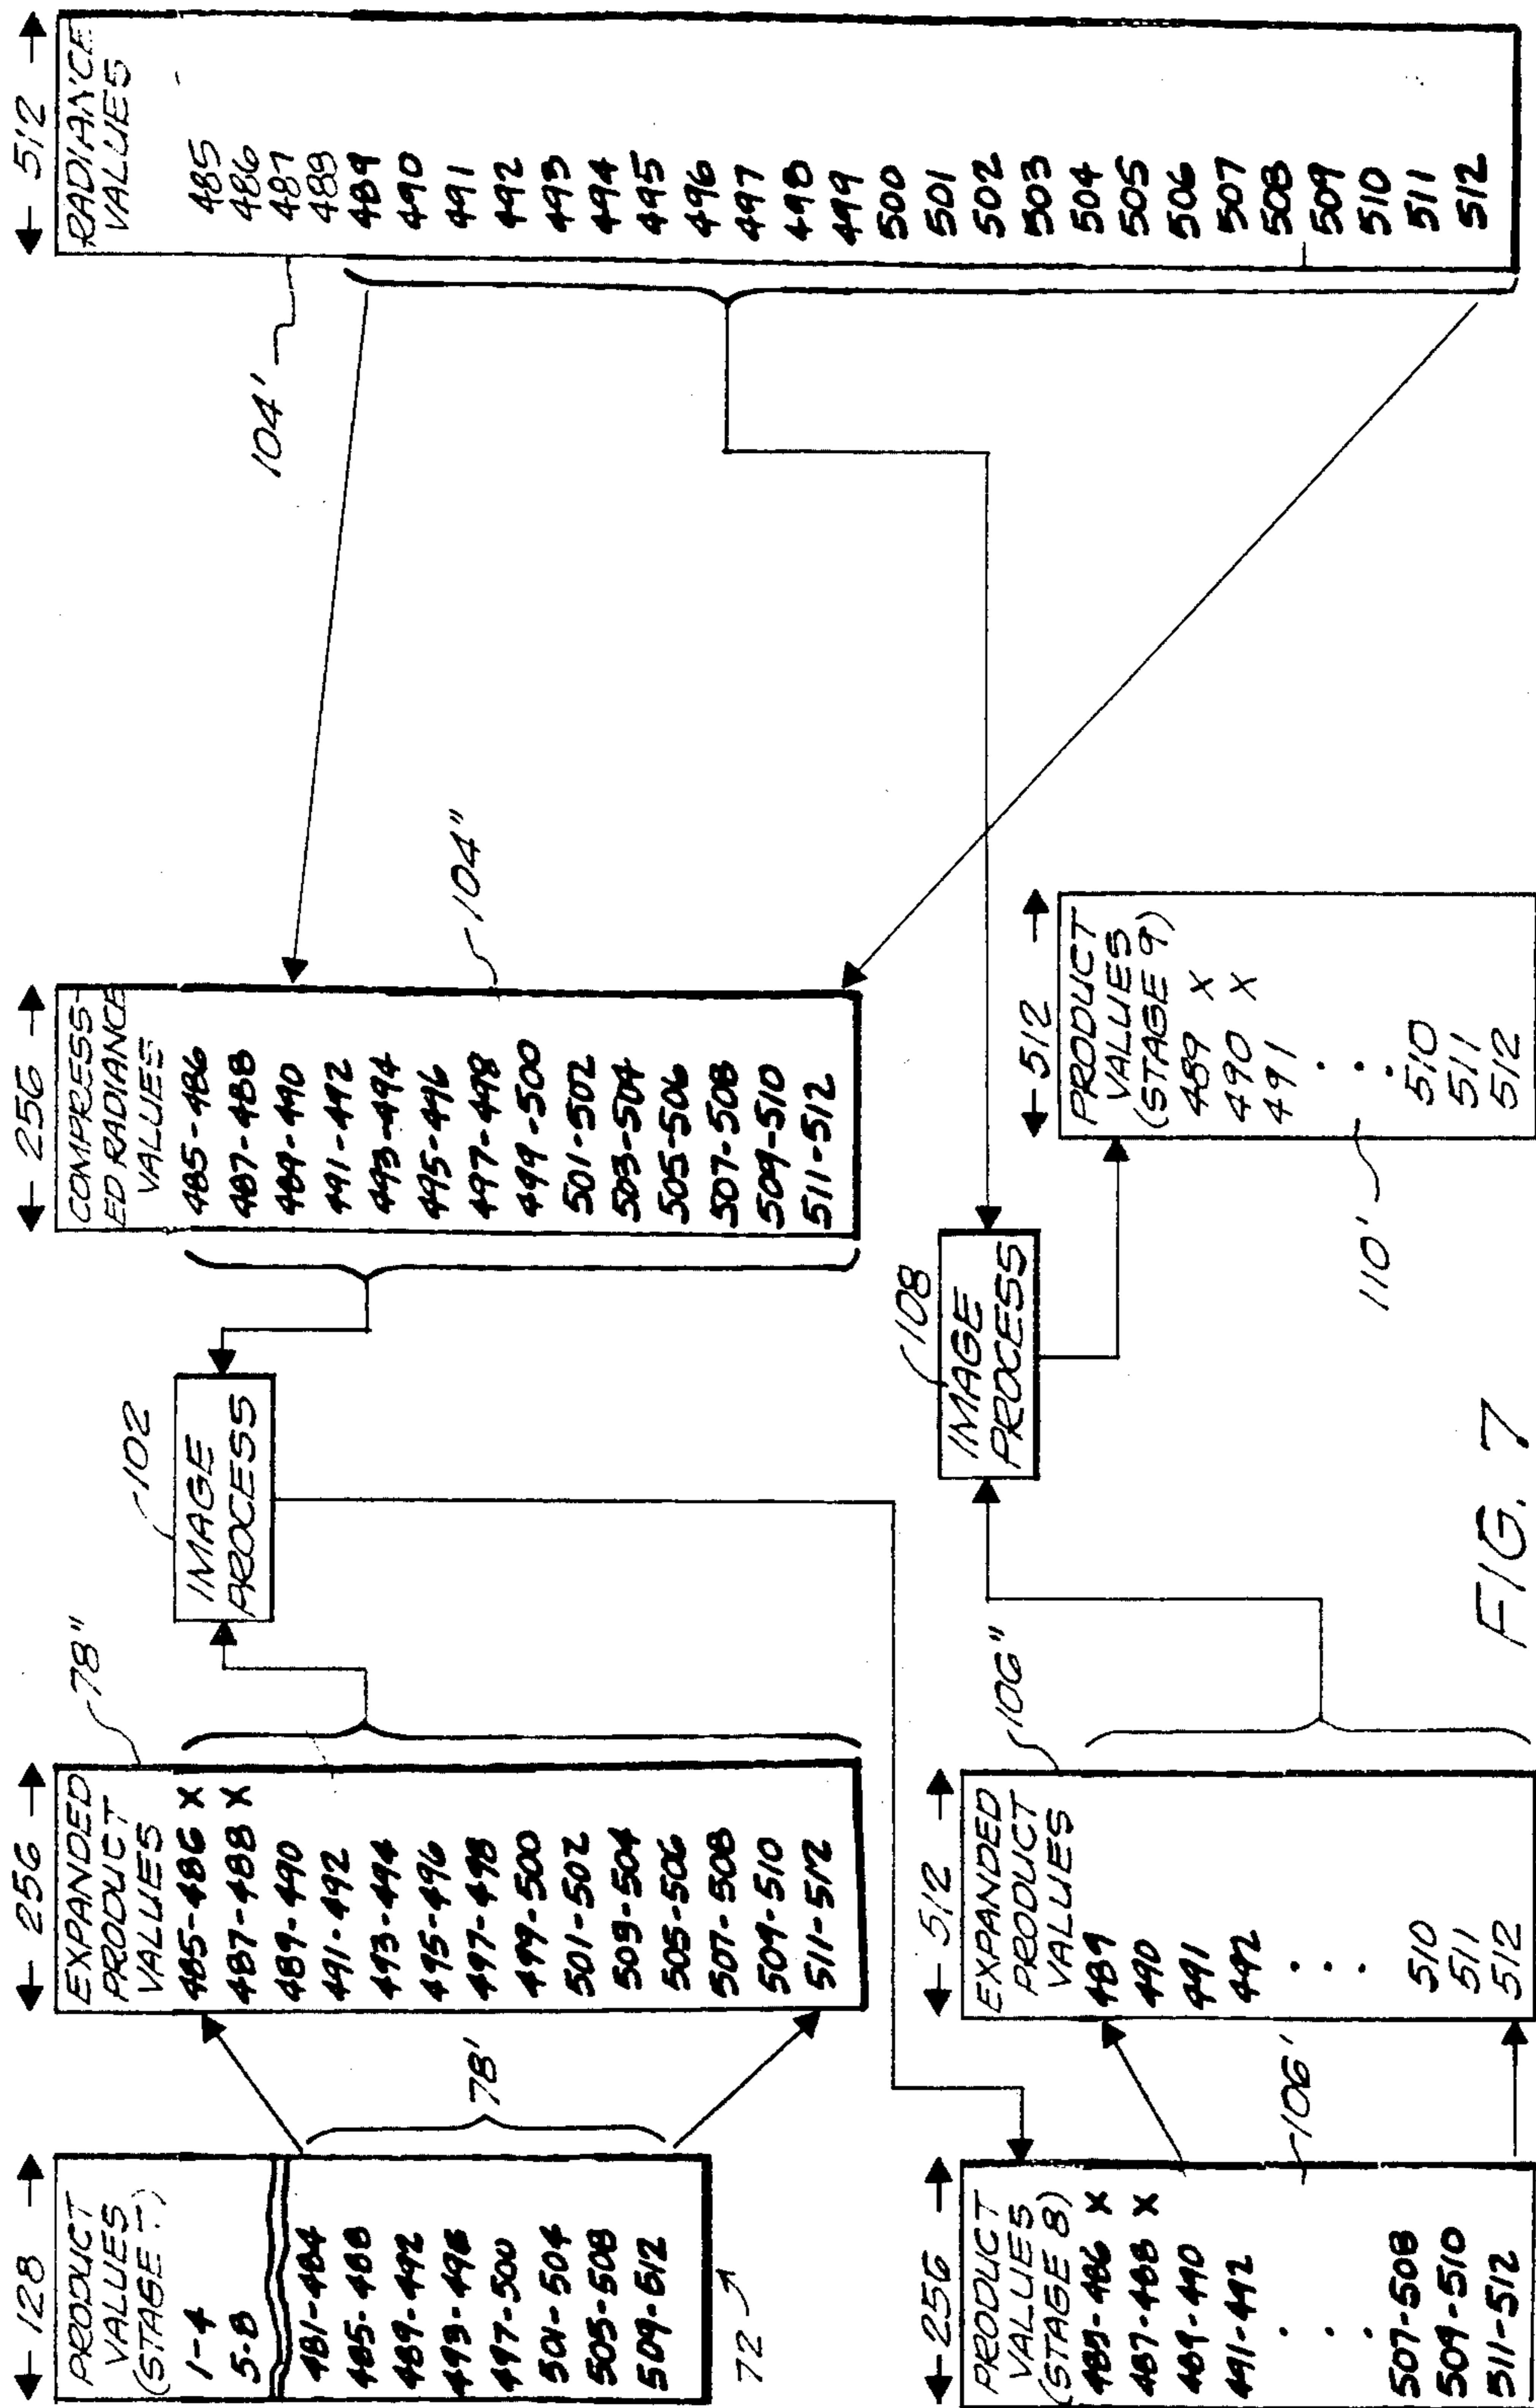 ← 128 →
PRODUCT
VALUES
(STAGE 7)
1-4
5-8
481-484
485-488
489-492
493-496
497-500
501-504
505-508
509-512
72
78'
← 256 →
EXPANDED
PRODUCT
VALUES
485-486 X
487-488 X
489-490
491-492
493-494
495-496
497-498
499-500
501-502
503-504
505-506
507-508
509-510
511-512
78"
102
IMAGE
PROCESS
← 256 →
COMPRESS-
ED RADIANCE
VALUES
485-486
487-488
489-490
491-492
493-494
495-496
497-498
499-500
501-502
503-504
505-506
507-508
509-510
511-512
104"
← 512 →
RADIANCE
VALUES
485
486
487
488
489
490
491
492
493
494
495
496
497
498
499
500
501
502
503
504
505
506
507
508
509
510
511
512
104'
← 256 →
PRODUCT
VALUES
(STAGE 8)
485-486 X
487-488 X
489-490
491-492
.
.
.
507-508
509-510
511-512
106'
← 512 →
EXPANDED
PRODUCT
VALUES
489
490
491
492
.
.
.
510
511
512
106"
108
IMAGE
PROCESS
← 512 →
PRODUCT
VALUES
(STAGE 9)
489 X
490 X
491
.
.
.
510
511
512
110'
FIG. 7